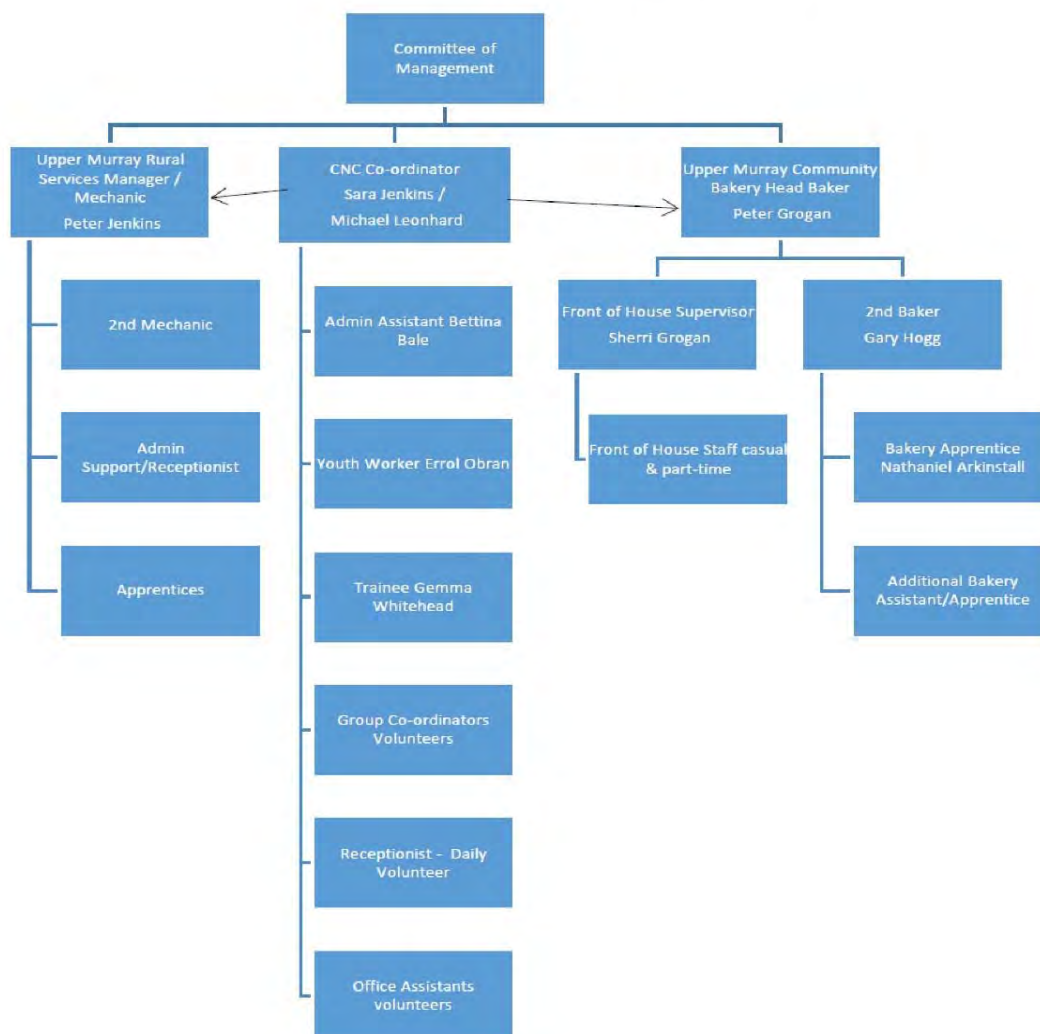 Committee of
Management
Upper Murray Rural
Services Manager /
Mechanic
Peter Jenkins
CNC Co-ordinator
Sara Jenkins /
Michael Leonhard
Upper Murray Community
Bakery Head Baker
Peter Grogan
2nd Mechanic
Admin
Support/Receptionist
Apprentices
Admin Assistant Bettina
Bale
Youth Worker Errol Obran
Trainee Gemma
Whitehead
Group Co-ordinators
Volunteers
Receptionist - Daily
Volunteer
Office Assistants
volunteers
Front of House Supervisor
Sherri Grogan
Front of House Staff casual
& part-time
2nd Baker
Gary Hogg
Bakery Apprentice
Nathaniel Arkinstall
Additional Bakery
Assistant/Apprentice